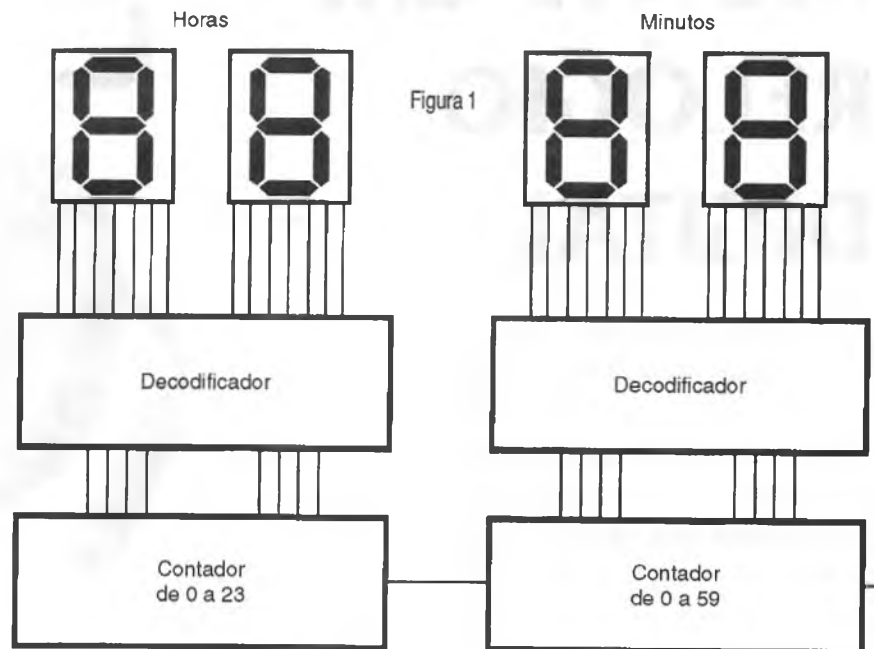 Horas
Minutos
Figura 1
Decodificador
Decodificador
Contador
de 0 a 23
Contador
de 0 a 59